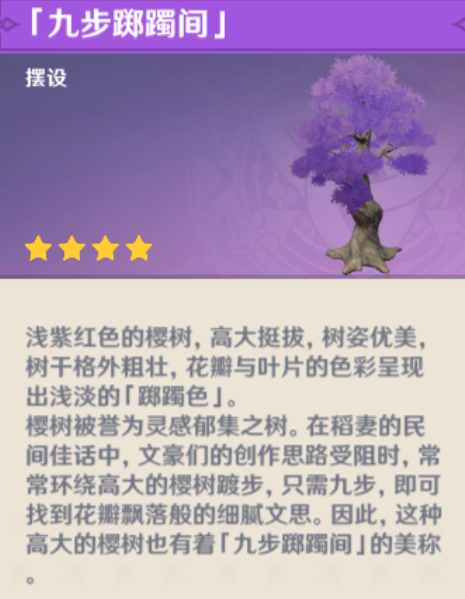 「九步踯躅间」
摆设
浅紫红色的樱树，高大挺拔，树姿优美，
树干格外粗壮，花瓣与叶片的色彩呈现
出浅淡的「踯躅色」。
樱树被誉为灵感郁集之树。在稻妻的民
间佳话中，文豪们的创作思路受阻时，常
常环绕高大的樱树踱步，只需九步，即可
找到花瓣飘落般的细腻文思。因此，这种
高大的樱树也有着「九步踯躅间」的美称
。